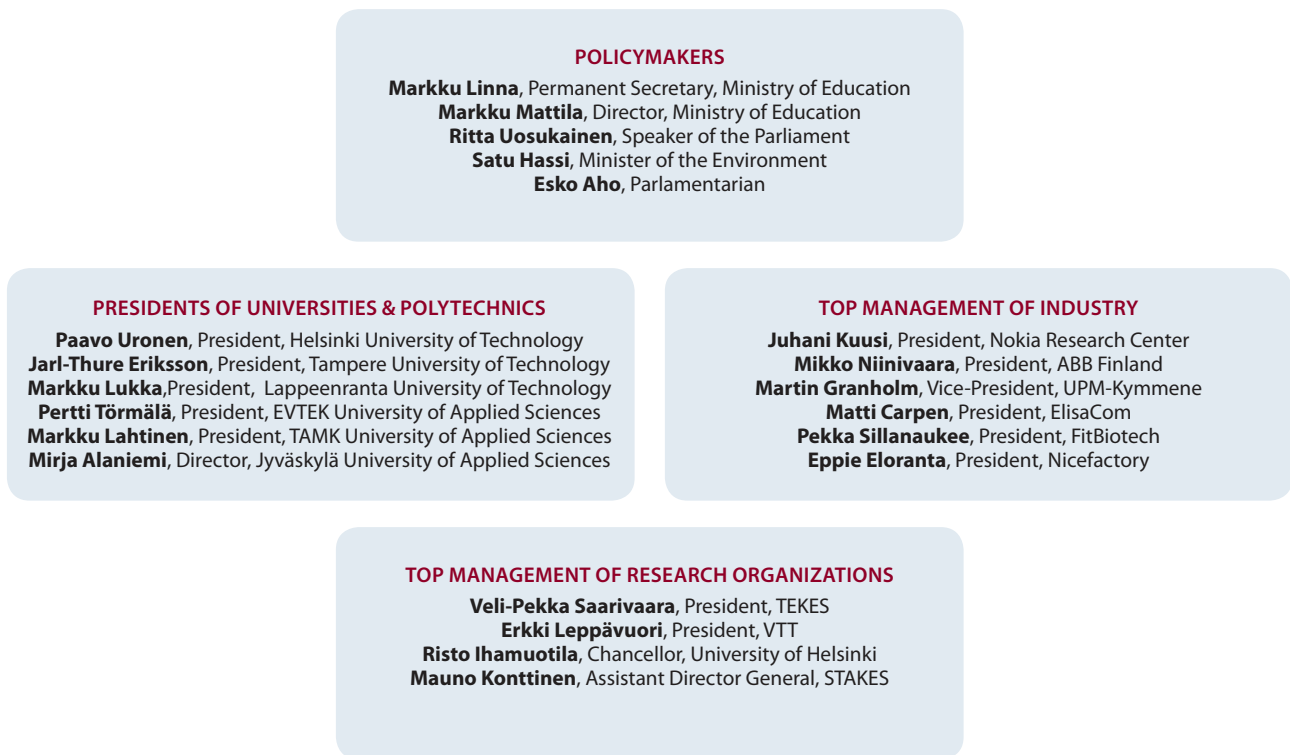 POLICYMAKERS
Markku Linna, Permanent Secretary, Ministry of Education
Markku Mattila, Director, Ministry of Education
Ritta Uosukainen, Speaker of the Parliament
Satu Hassi, Minister of the Environment
Esko Aho, Parlamentarian
PRESIDENTS OF UNIVERSITIES & POLYTECHNICS
Paavo Uronen, President, Helsinki University of Technology
Jarl-Thure Eriksson, President, Tampere University of Technology
Markku Lukka,President, Lappeenranta University of Technology
Pertti Törmälä, President, EVTEK University of Applied Sciences
Markku Lahtinen, President, TAMK University of Applied Sciences
Mirja Alaniemi, Director, Jyväskylä University of Applied Sciences
TOP MANAGEMENT OF INDUSTRY
Juhani Kuusi, President, Nokia Research Center
Mikko Niinivaara, President, ABB Finland
Martin Granholm, Vice-President, UPM-Kymmene
Matti Carpen, President, ElisaCom
Pekka Sillanaukee, President, FitBiotech
Eppie Eloranta, President, Nicefactory
TOP MANAGEMENT OF RESEARCH ORGANIZATIONS
Veli-Pekka Saarivaara, President, TEKES
Erkki Leppävuori, President, VTT
Risto Ihamuotila, Chancellor, University of Helsinki
Mauno Konttinen, Assistant Director General, STAKES